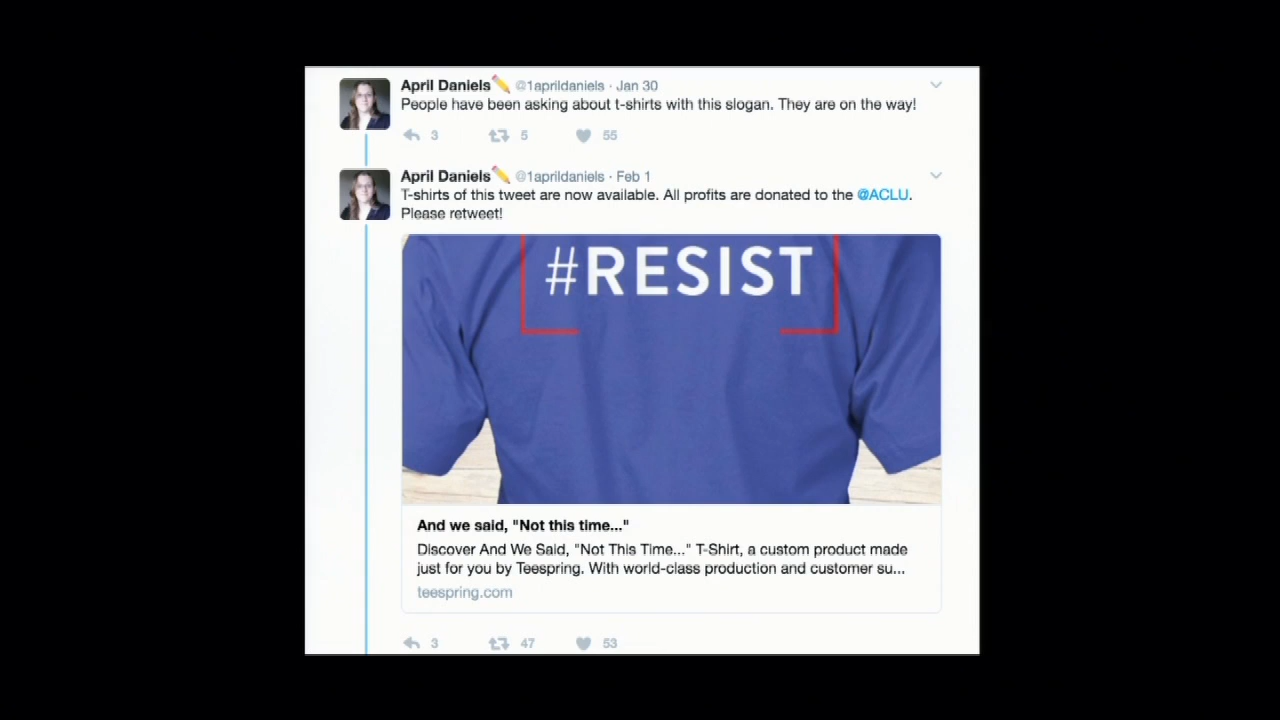 April Daniels✏️ @1aprildaniels · Jan 30
People have been asking about t-shirts with this slogan. They are on the way!
3 5 55
April Daniels✏️ @1aprildaniels · Feb 1
T-shirts of this tweet are now available. All profits are donated to the @ACLU.
Please retweet!
#RESIST
And we said, "Not this time..."
Discover And We Said, "Not This Time..." T-Shirt, a custom product made
just for you by Teespring. With world-class production and customer su...
teespring.com
3 47 53